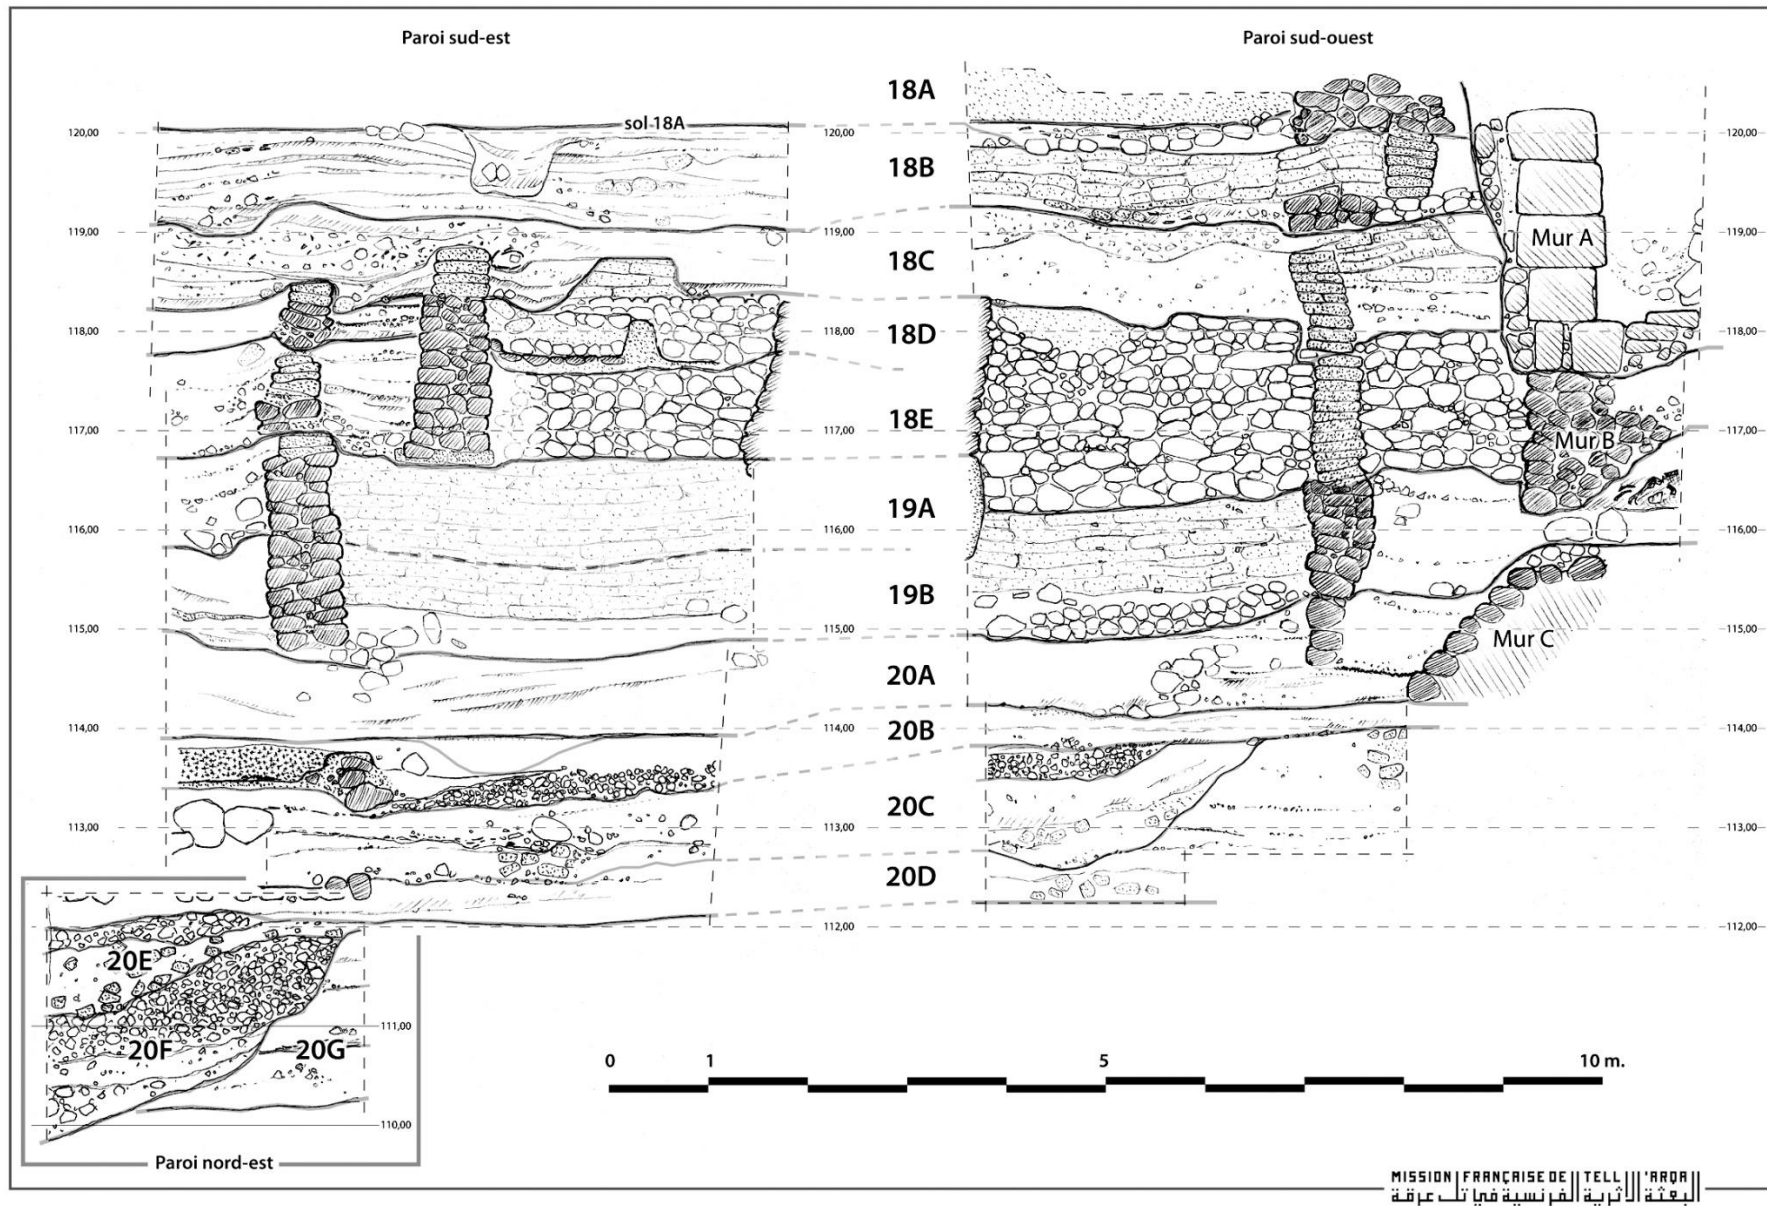 Paroi sud-est
Paroi sud-ouest
18A
sol 18A
120,00
120,00
120,00
18B
119,00
119,00
119,00
Mur A
18C
118,00
118,00
118,00
18D
18E
117,00
117,00
Mur B
117,00
19A
116,00
116,00
116,00
19B
115,00
115,00
Mur C
115,00
20A
114,00
114,00
114,00
20B
20C
113,00
113,00
113,00
20D
112,00
112,00
112,00
20E
111,00
20F
20G
110,00
Paroi nord-est
0 1 5 10 m.
MISSION FRANÇAISE DE TELL 'ARQA
البعثة الاثرية الفرنسية في تل عرقة